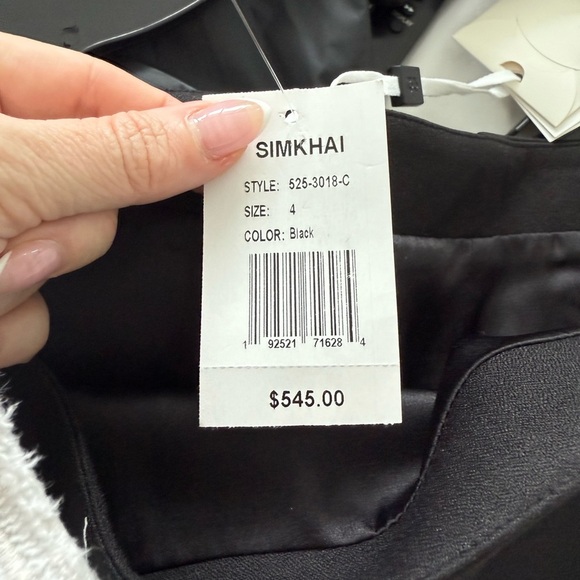 SIMKHAI
STYLE: 525-3018-C
SIZE: 4
COLOR: Black
1 92521 71628 4
$545.00